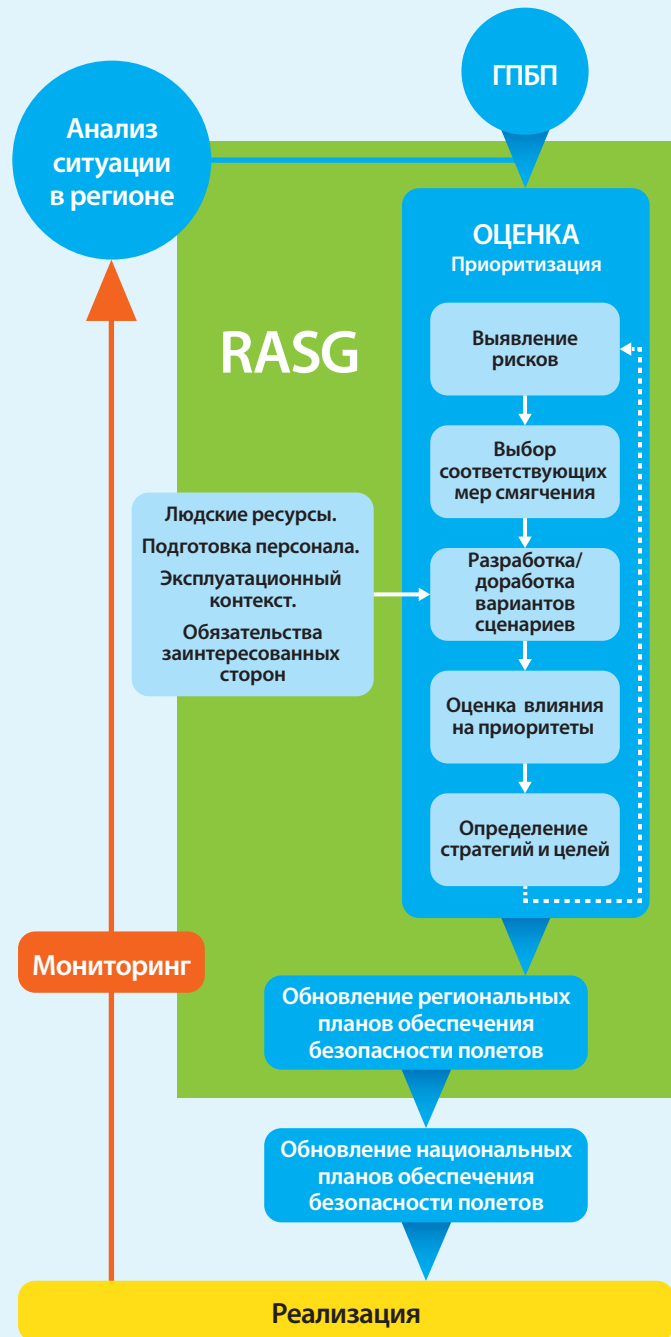 ГПБП
Анализ
ситуации
в регионе
ОЦЕНКА
Приоритизация
RASG
Выявление
рисков
Выбор
соответствующих
мер смягчения
Людские ресурсы.
Подготовка персонала.
Эксплуатационный
контекст.
Обязательства
заинтересованных
сторон
Разработка/
доработка
вариантов
сценариев
Оценка влияния
на приоритеты
Определение
стратегий и целей
Мониторинг
Обновление региональных
планов обеспечения
безопасности полетов
Обновление национальных
планов обеспечения
безопасности полетов
Реализация